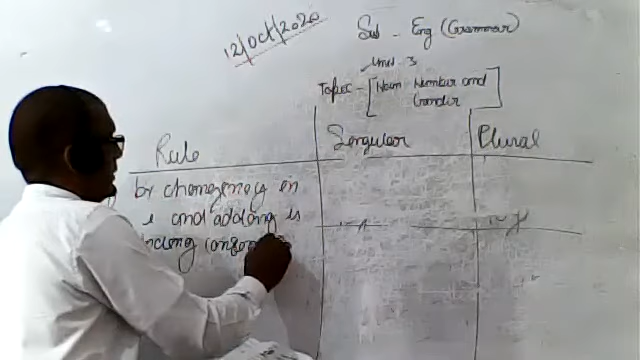 12/Oct/2020
Sub - Eng (Grammar)
Unit 3
Topic - [Noun Number and
Gender]
Rule
Singular
Plural
by changing in
and adding is